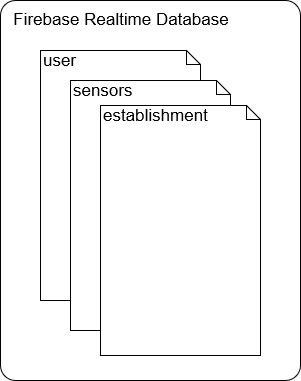 Firebase Realtime Database
user
sensors
establishment